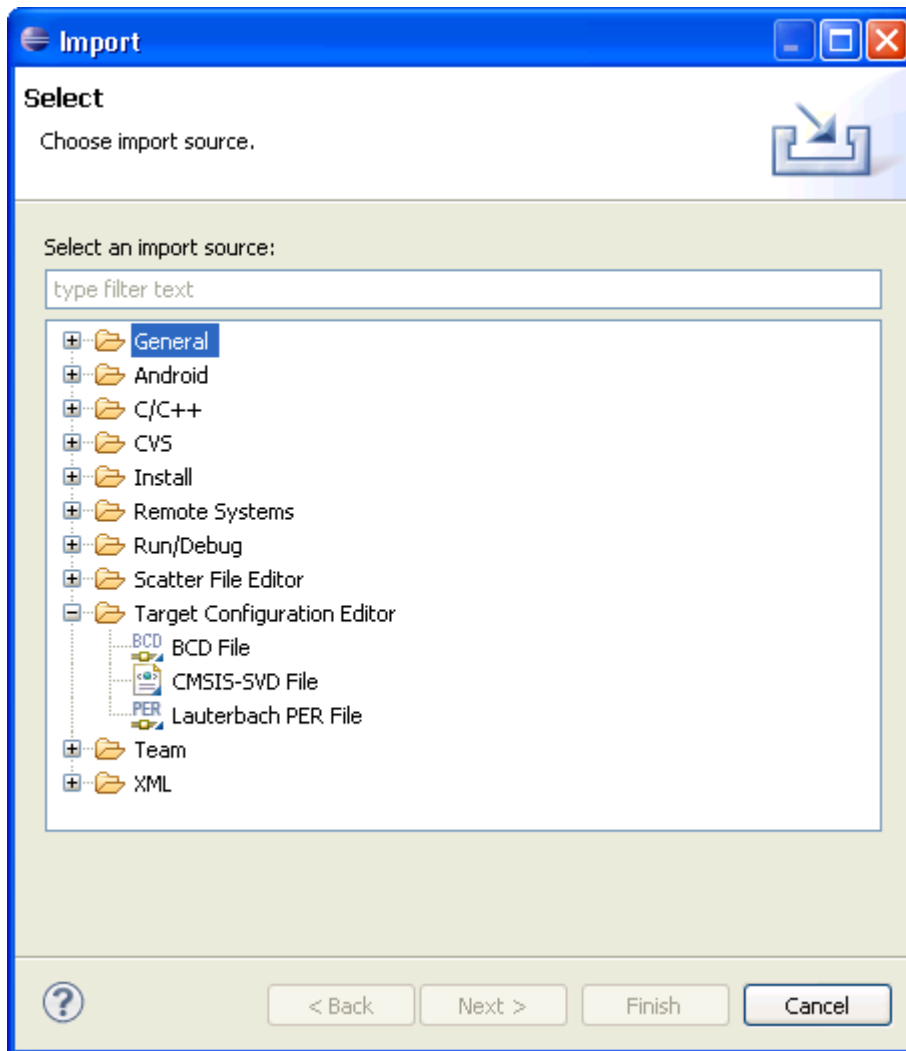 Import
Select
Choose import source.
Select an import source:
type filter text
General
Android
C/C++
CVS
Install
Remote Systems
Run/Debug
Scatter File Editor
Target Configuration Editor
BCD BCD File
CMSIS-SVD File
PER Lauterbach PER File
Team
XML
? < Back Next > Finish Cancel